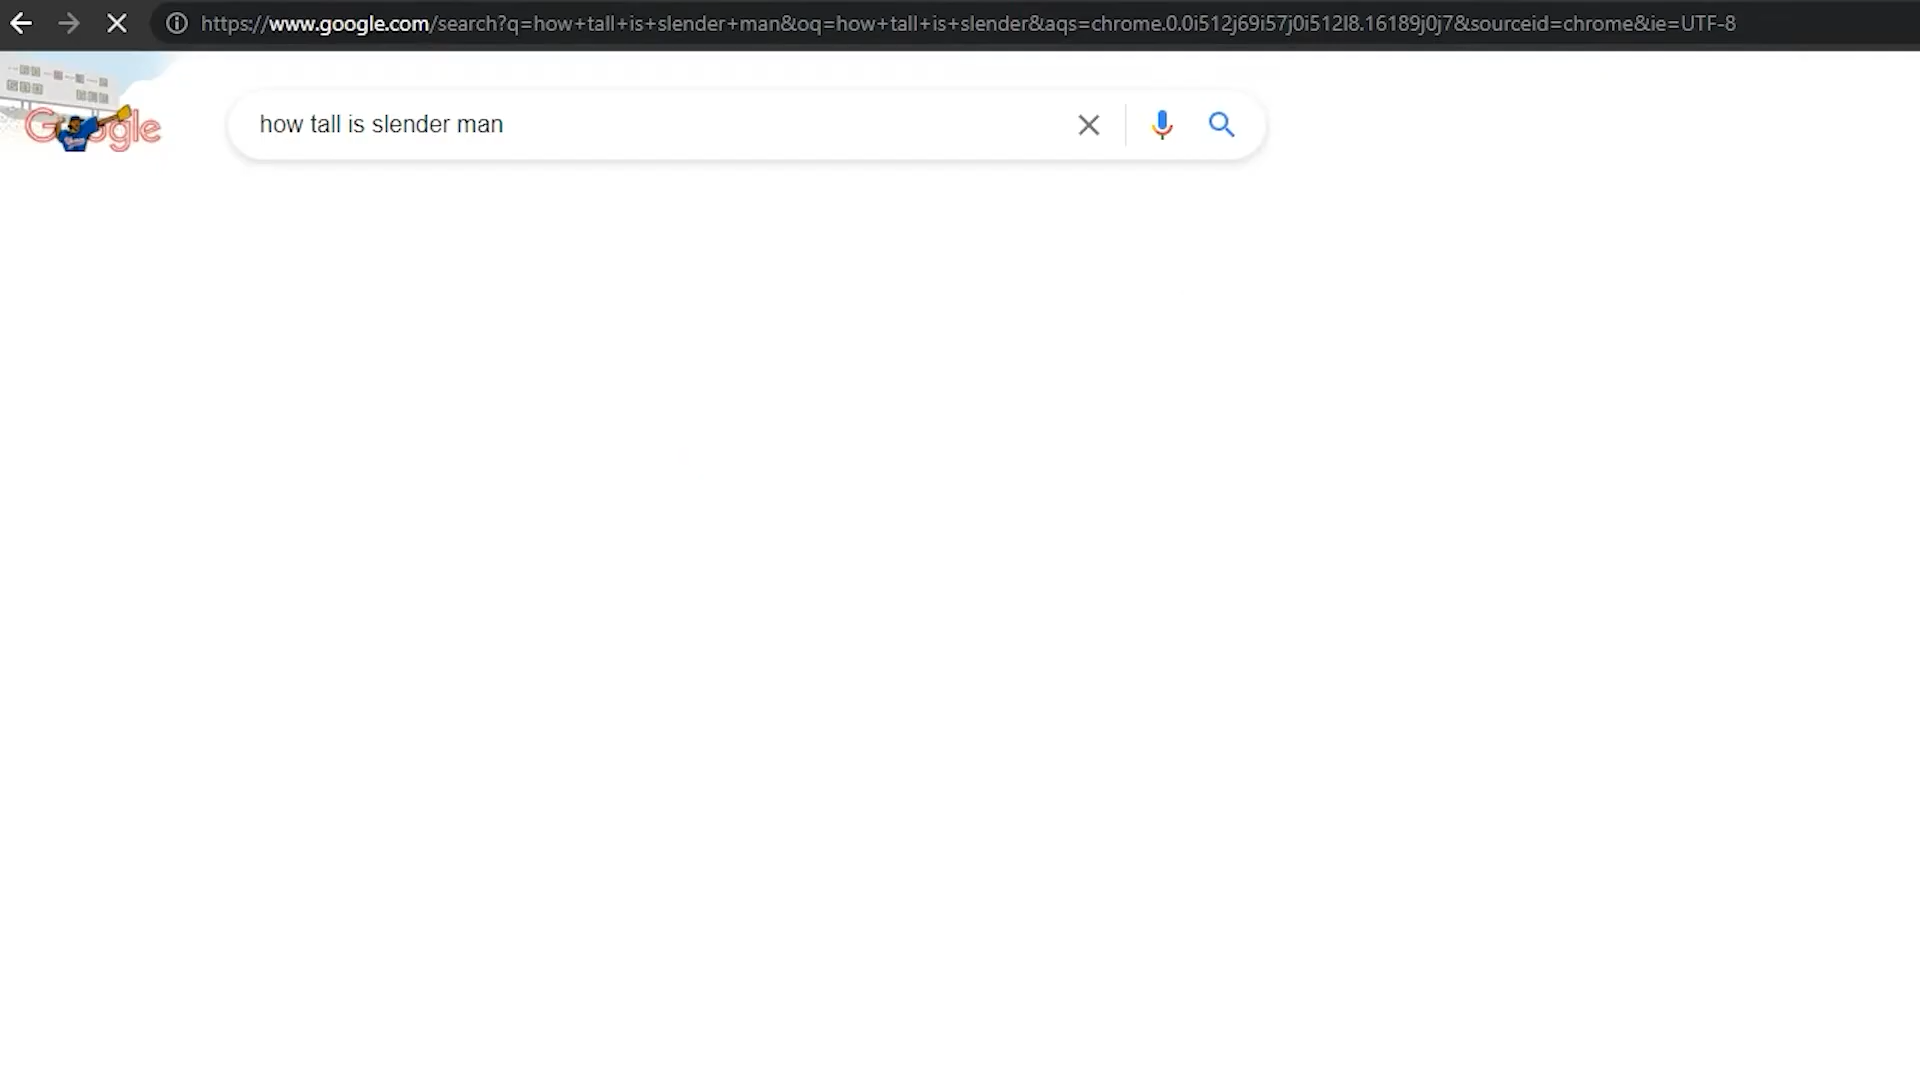 https://www.google.com/search?q=how+tall+is+slender+man&oq=how+tall+is+slender&aqs=chrome.0.0i512j69i57j0i512l8.16189j0j7&sourceid=chrome&ie=UTF-8
Google
how tall is slender man